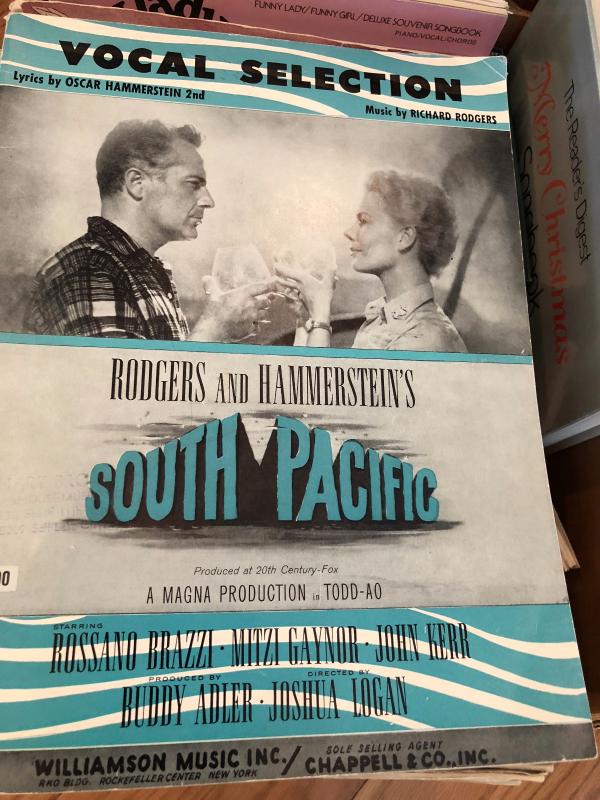 FUNNY LADY/FUNNY GIRL/DELUXE SOUVENIR SONGBOOK
PIANO/VOCAL/CHORDS
VOCAL SELECTION
Lyrics by OSCAR HAMMERSTEIN 2nd
Music by RICHARD RODGERS
The Reader's Digest
Merry Christmas
Songbook
RODGERS AND HAMMERSTEIN'S
SOUTH PACIFIC
Produced at 20th Century-Fox
A MAGNA PRODUCTION in TODD-AO
STARRING
ROSSANO BRAZZI · MITZI GAYNOR · JOHN KERR
PRODUCED BY DIRECTED BY
BUDDY ADLER · JOSHUA LOGAN
WILLIAMSON MUSIC INC./
RKO BLDG. ROCKEFELLER CENTER NEW YORK
SOLE SELLING AGENT
CHAPPELL & CO., INC.